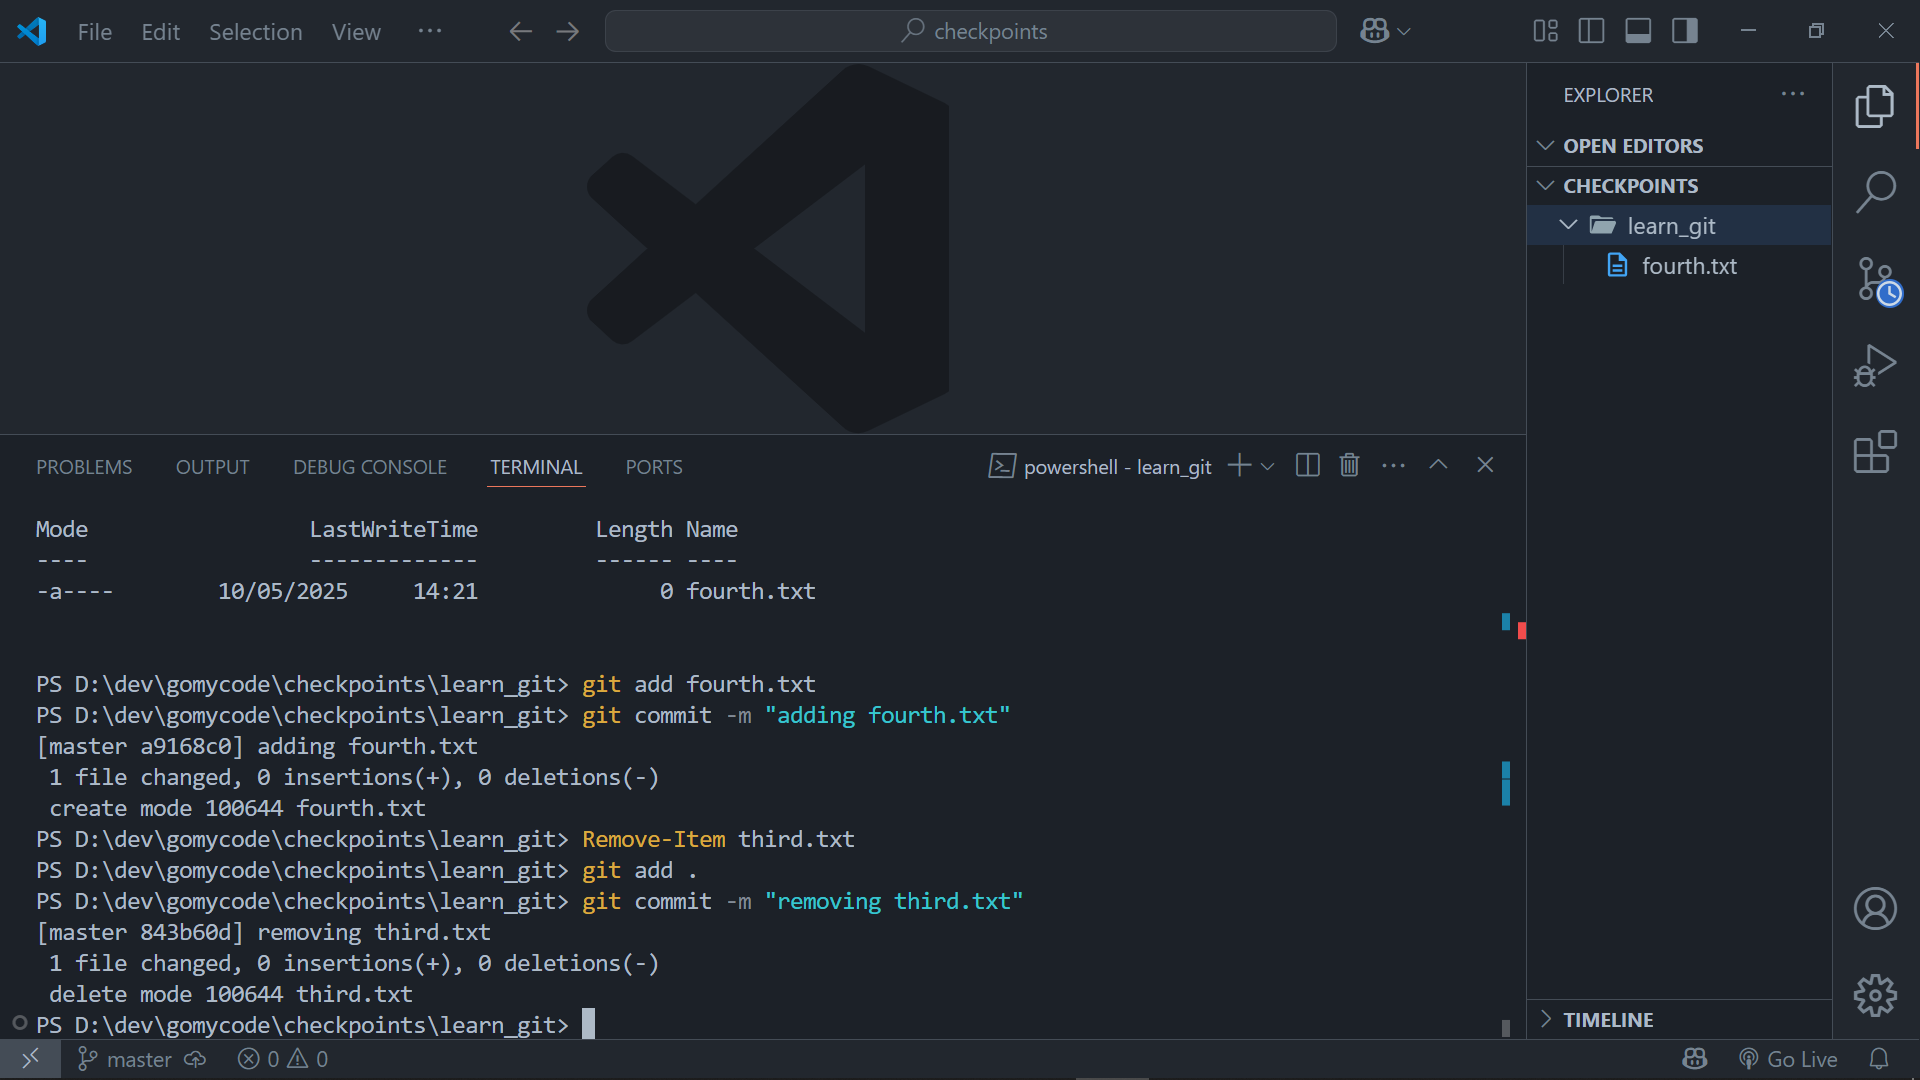 File Edit Selection View ··· checkpoints
PROBLEMS OUTPUT DEBUG CONSOLE TERMINAL PORTS powershell - learn_git
Mode LastWriteTime Length Name
---- ------------- ------ ----
-a---- 10/05/2025 14:21 0 fourth.txt
PS D:\dev\gomycode\checkpoints\learn_git> git add fourth.txt
PS D:\dev\gomycode\checkpoints\learn_git> git commit -m "adding fourth.txt"
[master a9168c0] adding fourth.txt
1 file changed, 0 insertions(+), 0 deletions(-)
create mode 100644 fourth.txt
PS D:\dev\gomycode\checkpoints\learn_git> Remove-Item third.txt
PS D:\dev\gomycode\checkpoints\learn_git> git add .
PS D:\dev\gomycode\checkpoints\learn_git> git commit -m "removing third.txt"
[master 843b60d] removing third.txt
1 file changed, 0 insertions(+), 0 deletions(-)
delete mode 100644 third.txt
PS D:\dev\gomycode\checkpoints\learn_git>
EXPLORER
OPEN EDITORS
CHECKPOINTS
learn_git
fourth.txt
TIMELINE
master 0 0 Go Live